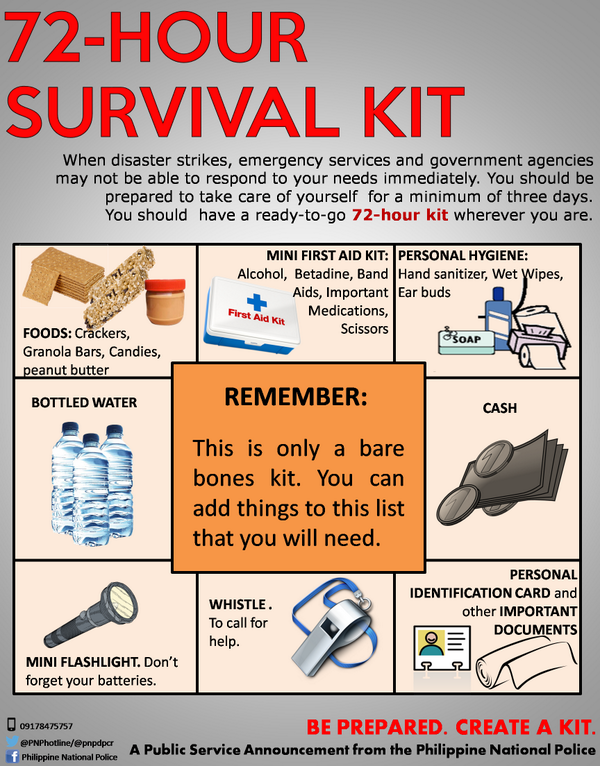 72-HOUR
SURVIVAL KIT
When disaster strikes, emergency services and government agencies
may not be able to respond to your needs immediately. You should be
prepared to take care of yourself for a minimum of three days.
You should have a ready-to-go 72-hour kit wherever you are.
FOODS: Crackers,
Granola Bars, Candies,
peanut butter
MINI FIRST AID KIT:
Alcohol, Betadine, Band
Aids, Important
Medications,
Scissors
First Aid Kit
PERSONAL HYGIENE:
Hand sanitizer, Wet Wipes,
Ear buds
SOAP
BOTTLED WATER
REMEMBER:
This is only a bare
bones kit. You can
add things to this list
that you will need.
CASH
MINI FLASHLIGHT. Don't
forget your batteries.
WHISTLE .
To call for
help.
PERSONAL
IDENTIFICATION CARD and
other IMPORTANT
DOCUMENTS
09178475757
@PNPhotline/@pnpdpcr
Philippine National Police
BE PREPARED. CREATE A KIT.
A Public Service Announcement from the Philippine National Police